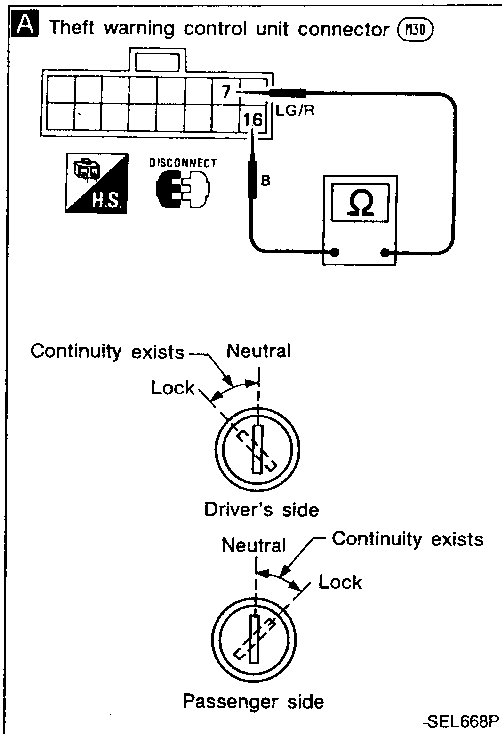 A Theft warning control unit connector M30
7
LG/R
16
DISCONNECT
H.S.
B
Ω
Continuity exists
Neutral
Lock
Driver's side
Neutral
Continuity exists
Lock
Passenger side
SEL668P